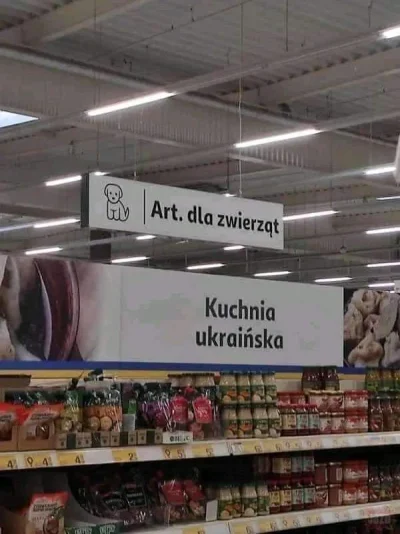 Art. dla zwierząt
Kuchnia
ukraińska